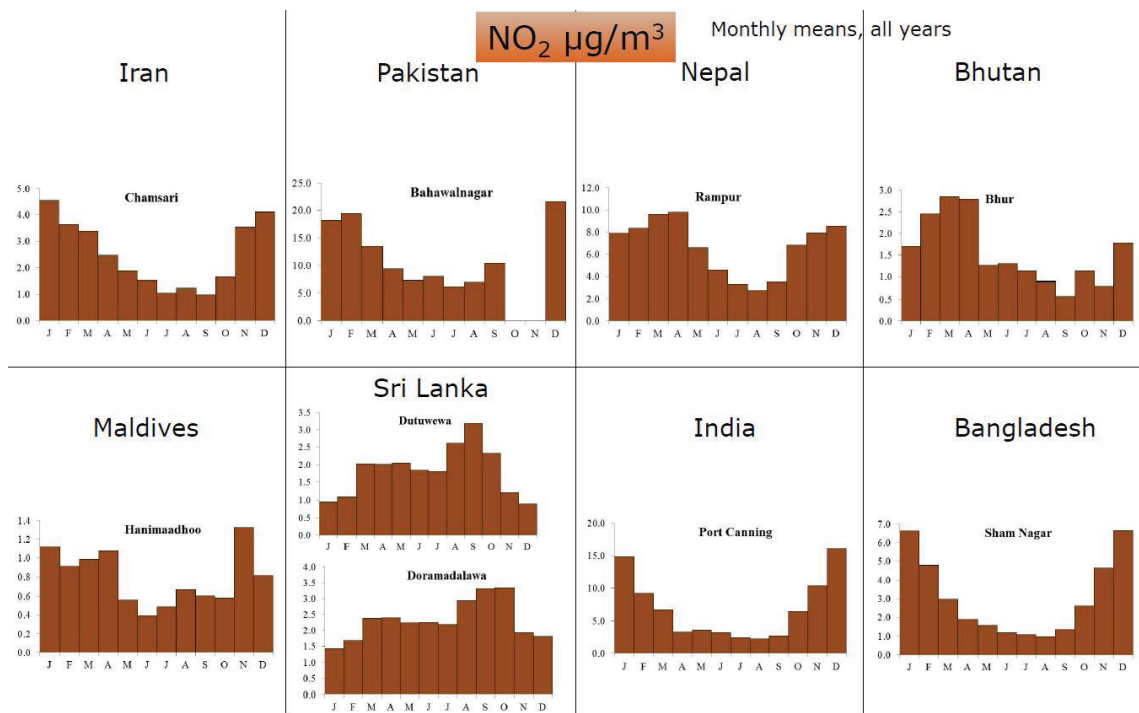 NO₂ µg/m³
Monthly means, all years
Iran
Pakistan
Nepal
Bhutan
Chamsari
5.0
4.0
3.0
2.0
1.0
0.0
J F M A M J J A S O N D
Bahawalnagar
25.0
20.0
15.0
10.0
5.0
0.0
J F M A M J J A S O N D
Rampur
12.0
10.0
8.0
6.0
4.0
2.0
0.0
J F M A M J J A S O N D
Bhur
3.0
2.5
2.0
1.5
1.0
0.5
0.0
J F M A M J J A S O N D
Maldives
Sri Lanka
India
Bangladesh
Hanimaadhoo
1.4
1.2
1.0
0.8
0.6
0.4
0.2
0.0
J F M A M J J A S O N D
Dutuwewa
3.5
3.0
2.5
2.0
1.5
1.0
0.5
0.0
J F M A M J J A S O N D
Doramadalawa
4.0
3.5
3.0
2.5
2.0
1.5
1.0
0.5
0.0
J F M A M J J A S O N D
Port Canning
20.0
15.0
10.0
5.0
0.0
J F M A M J J A S O N D
Sham Nagar
7.0
6.0
5.0
4.0
3.0
2.0
1.0
0.0
J F M A M J J A S O N D